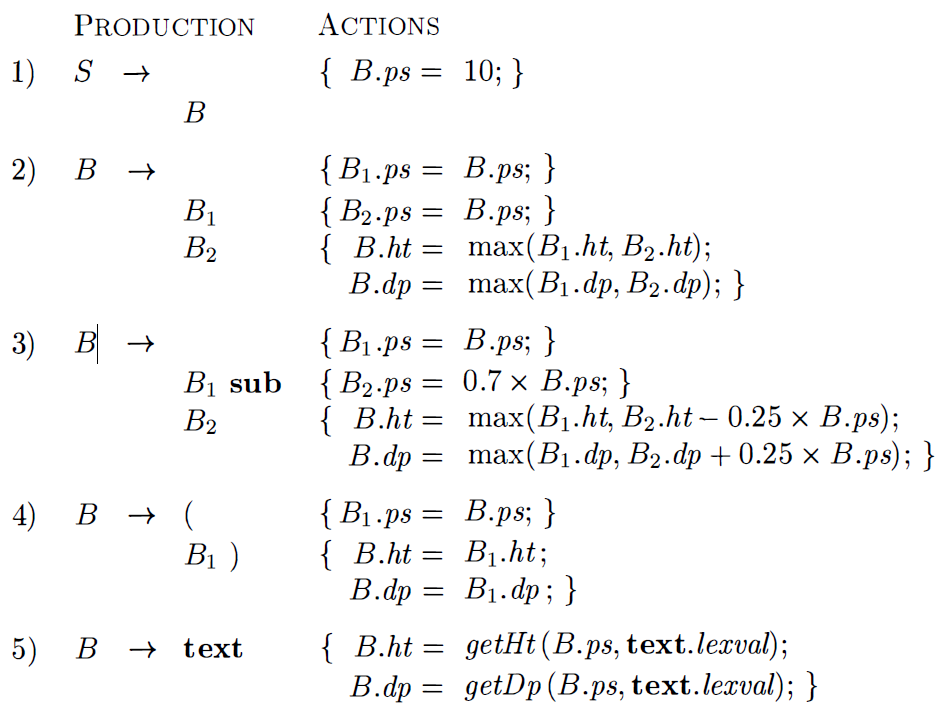 PRODUCTION ACTIONS
1) S → { B.ps = 10; }
B
2) B → { B₁.ps = B.ps; }
B₁ { B₂.ps = B.ps; }
B₂ { B.ht = max(B₁.ht, B₂.ht);
B.dp = max(B₁.dp, B₂.dp); }
3) B → { B₁.ps = B.ps; }
B₁ sub { B₂.ps = 0.7 × B.ps; }
B₂ { B.ht = max(B₁.ht, B₂.ht − 0.25 × B.ps);
B.dp = max(B₁.dp, B₂.dp + 0.25 × B.ps); }
4) B → ( { B₁.ps = B.ps; }
B₁ ) { B.ht = B₁.ht;
B.dp = B₁.dp; }
5) B → text { B.ht = getHt(B.ps, text.lexval);
B.dp = getDp(B.ps, text.lexval); }